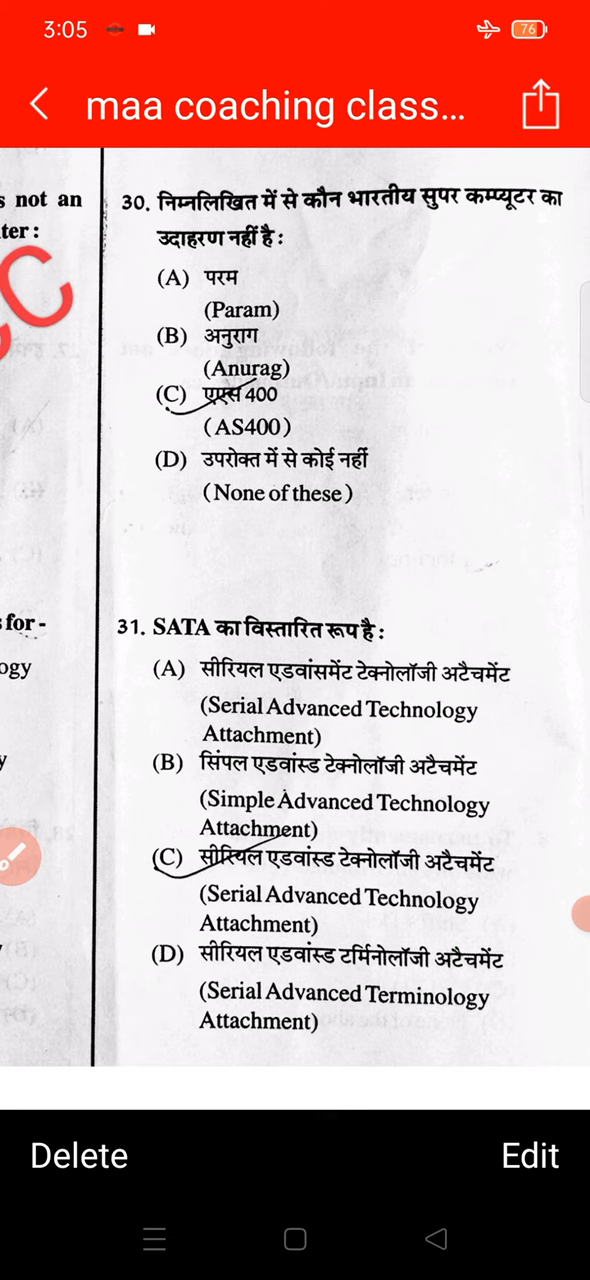 3:05
76
maa coaching class...
s not an
ter :
CC
30. निम्नलिखित में से कौन भारतीय सुपर कम्प्यूटर का
उदाहरण नहीं है :
(A) परम
(Param)
(B) अनुराग
(Anurag)
(C) एएस 400
(AS400)
(D) उपरोक्त में से कोई नहीं
(None of these)
s for -
ogy
y
31. SATA का विस्तारित रूप है :
(A) सीरियल एडवांसमेंट टेक्नोलॉजी अटैचमेंट
(Serial Advanced Technology
Attachment)
(B) सिंपल एडवांस्ड टेक्नोलॉजी अटैचमेंट
(Simple Advanced Technology
Attachment)
(C) सीरियल एडवांस्ड टेक्नोलॉजी अटैचमेंट
(Serial Advanced Technology
Attachment)
(D) सीरियल एडवांस्ड टर्मिनोलॉजी अटैचमेंट
(Serial Advanced Terminology
Attachment)
Delete
Edit